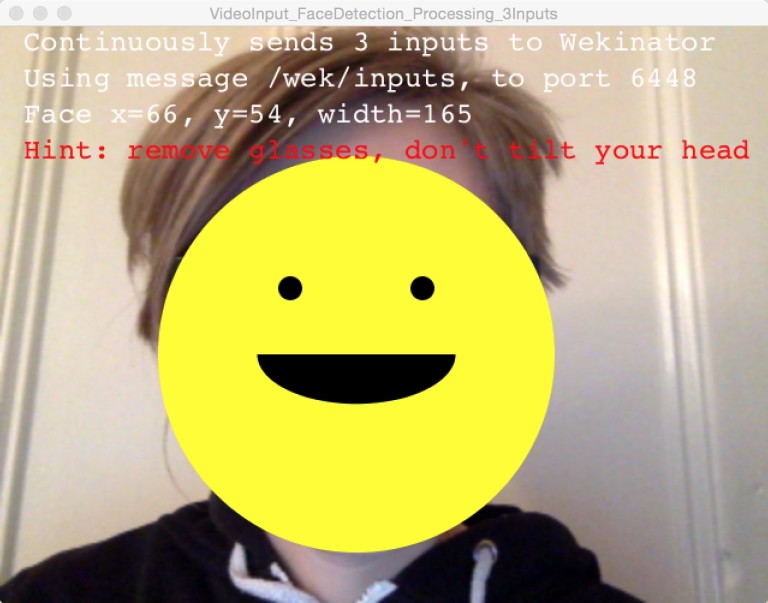 VideoInput_FaceDetection_Processing_3Inputs
Continuously sends 3 inputs to Wekinator
Using message /wek/inputs, to port 6448
Face x=66, y=54, width=165
Hint: remove glasses, don't tilt your head